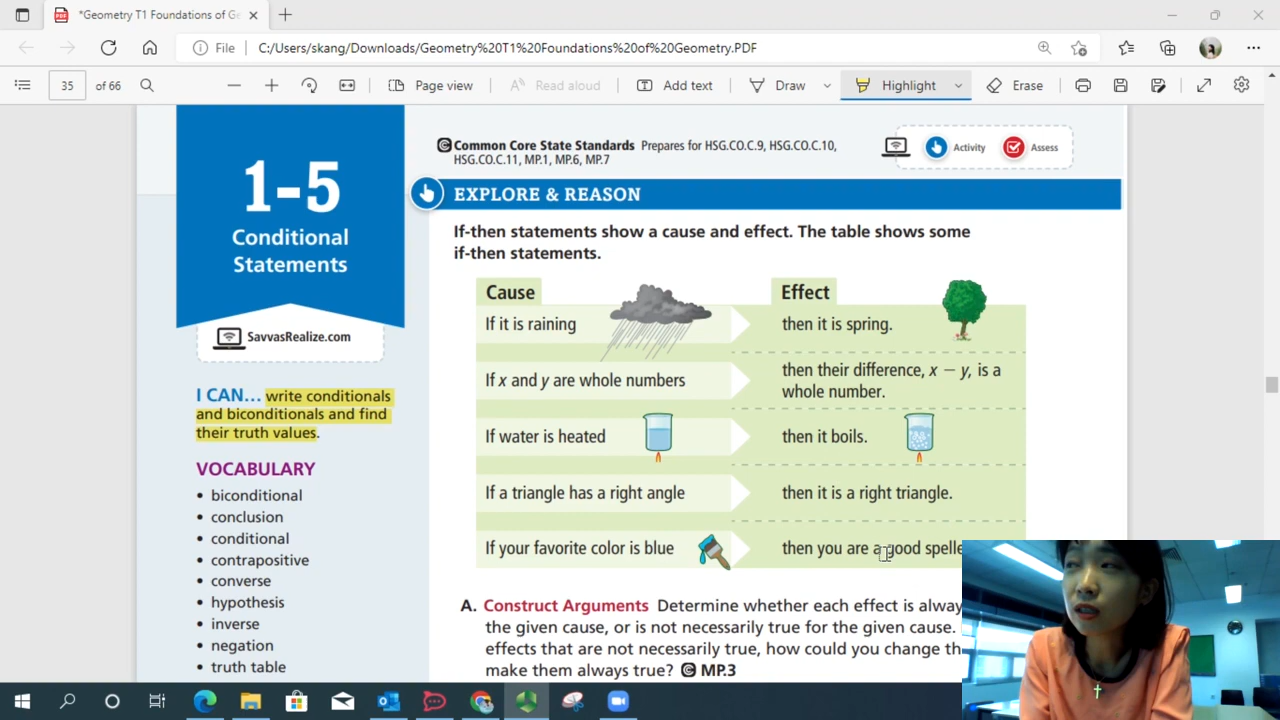 *Geometry T1 Foundations of Ge
File
C:/Users/skang/Downloads/Geometry%20T1%20Foundations%20of%20Geometry.PDF
35 of 66
Page view
Read aloud
Add text
Draw
Highlight
Erase
1-5
Conditional
Statements
SavvasRealize.com
I CAN... write conditionals
and biconditionals and find
their truth values.
VOCABULARY
• biconditional
• conclusion
• conditional
• contrapositive
• converse
• hypothesis
• inverse
• negation
• truth table
Common Core State Standards Prepares for HSG.CO.C.9, HSG.CO.C.10,
HSG.CO.C.11, MP.1, MP.6, MP.7
Activity
Assess
EXPLORE & REASON
If-then statements show a cause and effect. The table shows some
if-then statements.
Cause
Effect
If it is raining
then it is spring.
If x and y are whole numbers
then their difference, x − y, is a
whole number.
If water is heated
then it boils.
If a triangle has a right angle
then it is a right triangle.
If your favorite color is blue
then you are a good spelle
A. Construct Arguments Determine whether each effect is alway
the given cause, or is not necessarily true for the given cause.
effects that are not necessarily true, how could you change th
make them always true? MP.3